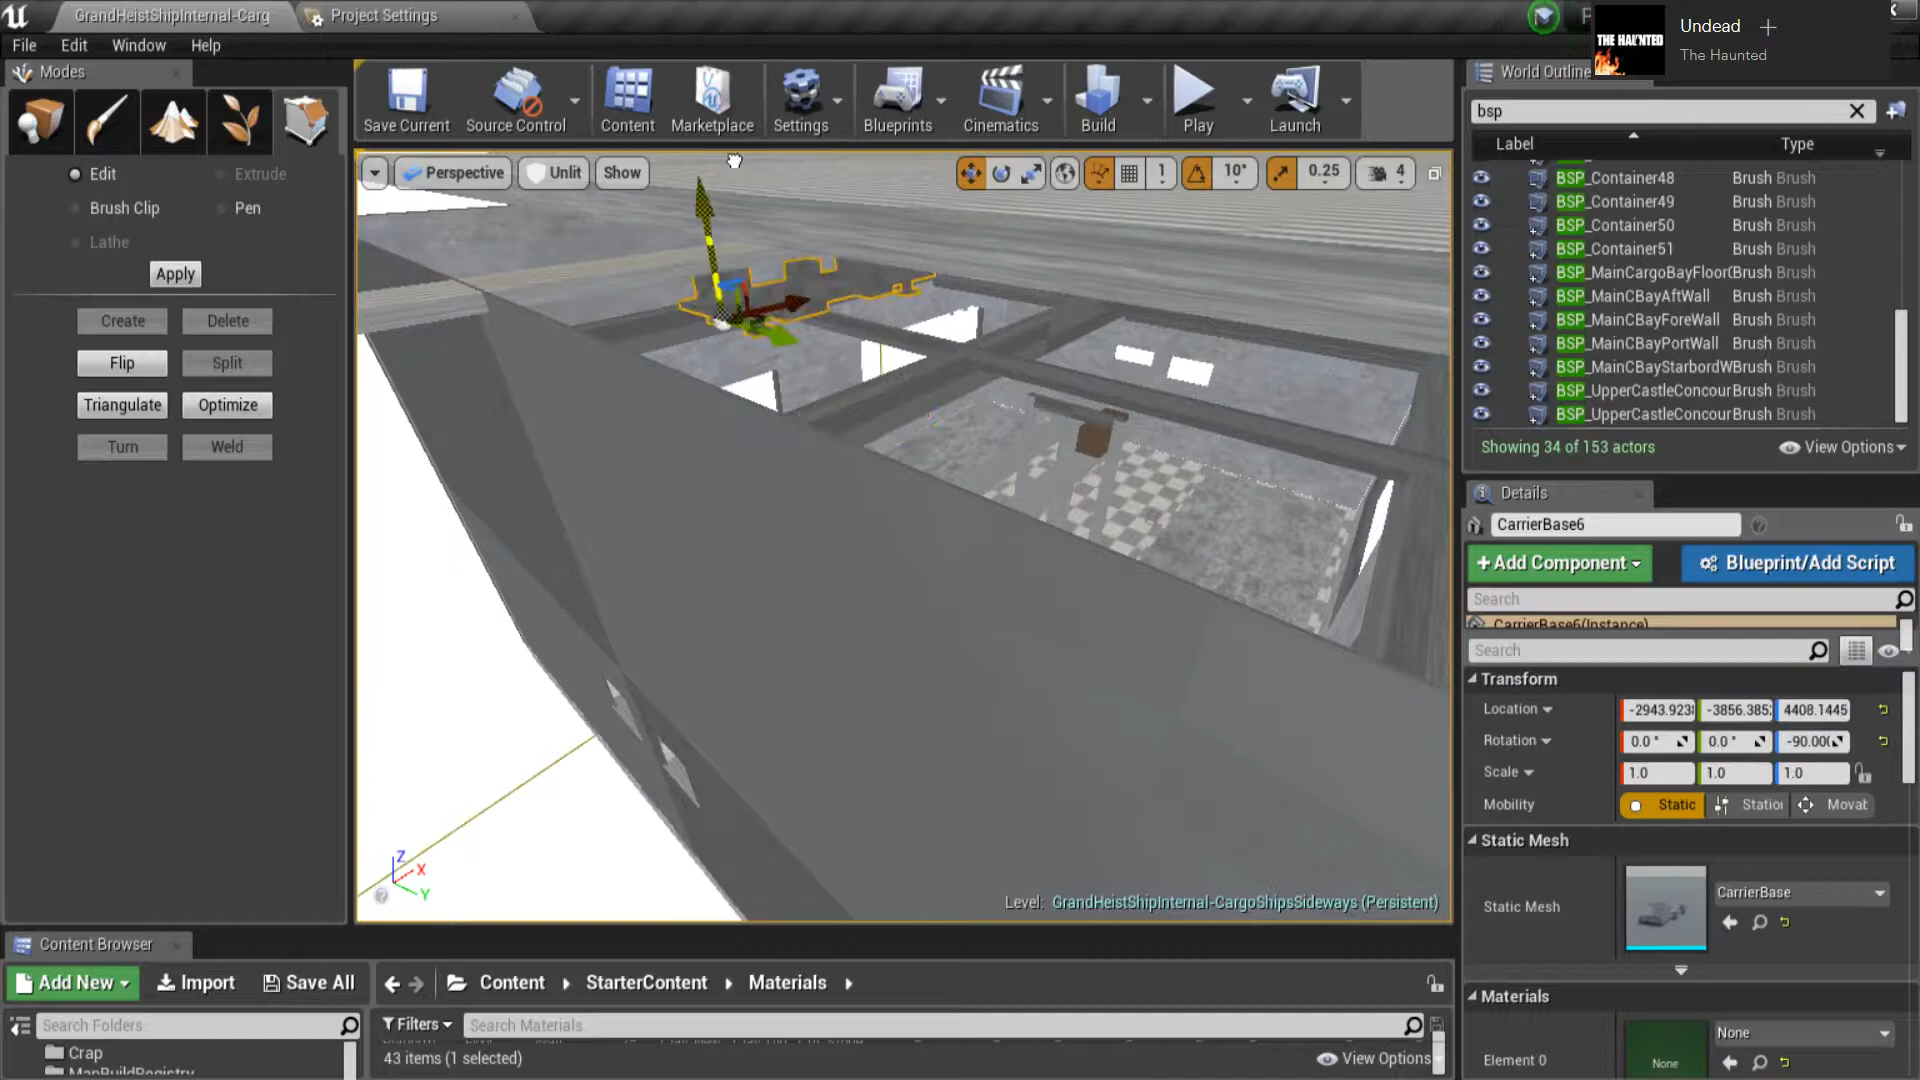 GrandHeistShipInternal-Carg
Project Settings
File Edit Window Help
THE HAUNTED
Undead
The Haunted
Modes
Edit
Extrude
Brush Clip
Pen
Lathe
Apply
Create
Delete
Flip
Split
Triangulate
Optimize
Turn
Weld
Save Current
Source Control
Content
Marketplace
Settings
Blueprints
Cinematics
Build
Play
Launch
Perspective
Unlit
Show
1
10°
0.25
4
Z
X
Y
Level: GrandHeistShipInternal-CargoShipsSideways (Persistent)
World Outline
bsp
Label Type
BSP_Container48 Brush Brush
BSP_Container49 Brush Brush
BSP_Container50 Brush Brush
BSP_Container51 Brush Brush
BSP_MainCargoBayFloor Brush Brush
BSP_MainCBayAftWall Brush Brush
BSP_MainCBayForeWall Brush Brush
BSP_MainCBayPortWall Brush Brush
BSP_MainCBayStarbordW Brush Brush
BSP_UpperCastleConcour Brush Brush
BSP_UpperCastleConcour Brush Brush
Showing 34 of 153 actors
View Options
Details
CarrierBase6
+Add Component
Blueprint/Add Script
Search
CarrierBase6(Instance)
Search
Transform
Location -2943.923 -3856.385 4408.1445
Rotation 0.0° 0.0° -90.00
Scale 1.0 1.0 1.0
Mobility Static Station Movab
Static Mesh
Static Mesh
CarrierBase
Materials
Element 0
None
None
Content Browser
Add New
Import
Save All
Content StarterContent Materials
Search Folders
Filters
Search Materials
Crap
MapBuildRegistry
43 items (1 selected)
View Options